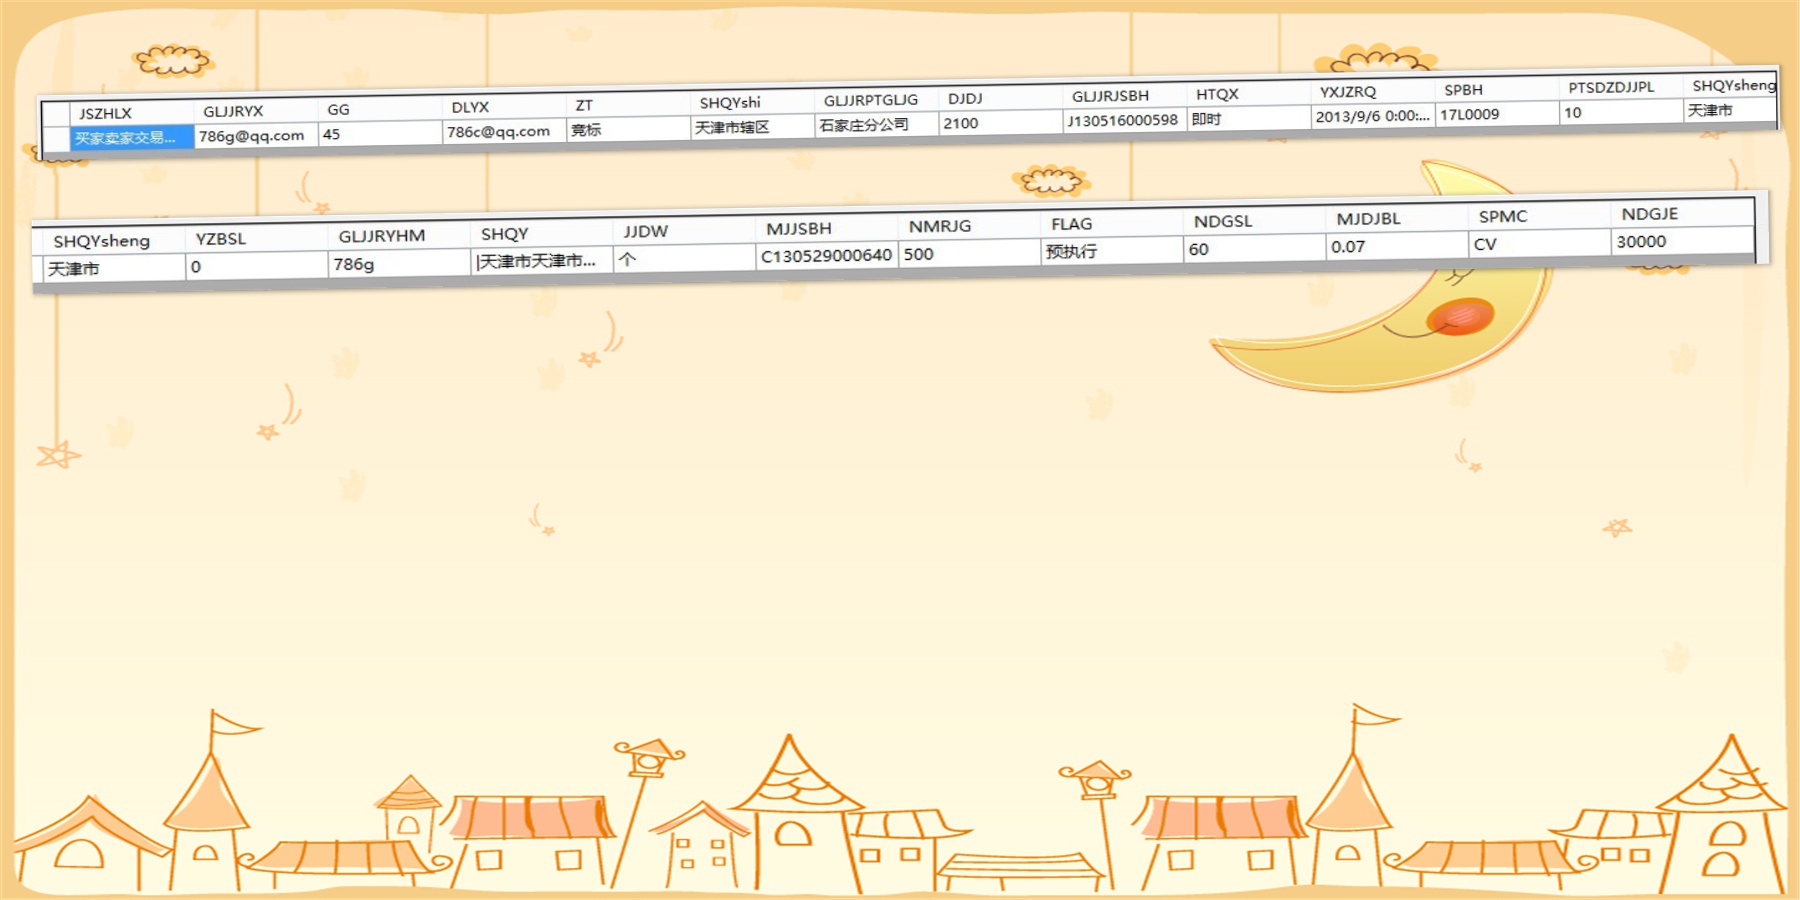 JSZHLX GLJJRYX GG DLYX ZT SHQYshi GLJJRPTGLJG DJDJ GLJJRJSBH HTQX YXJZRQ SPBH PTSDZDJJPL SHQYsheng
买家卖家交易... 786g@qq.com 45 786c@qq.com 竞标 天津市辖区 石家庄分公司 2100 J130516000598 即时 2013/9/6 0:00:... 17L0009 10 天津市
SHQYsheng YZBSL GLJJRYHM SHQY JJDW MJJSBH NMRJG FLAG NDGSL MJDJBL SPMC NDGJE
天津市 0 786g |天津市天津市... 个 C130529000640 500 预执行 60 0.07 CV 30000